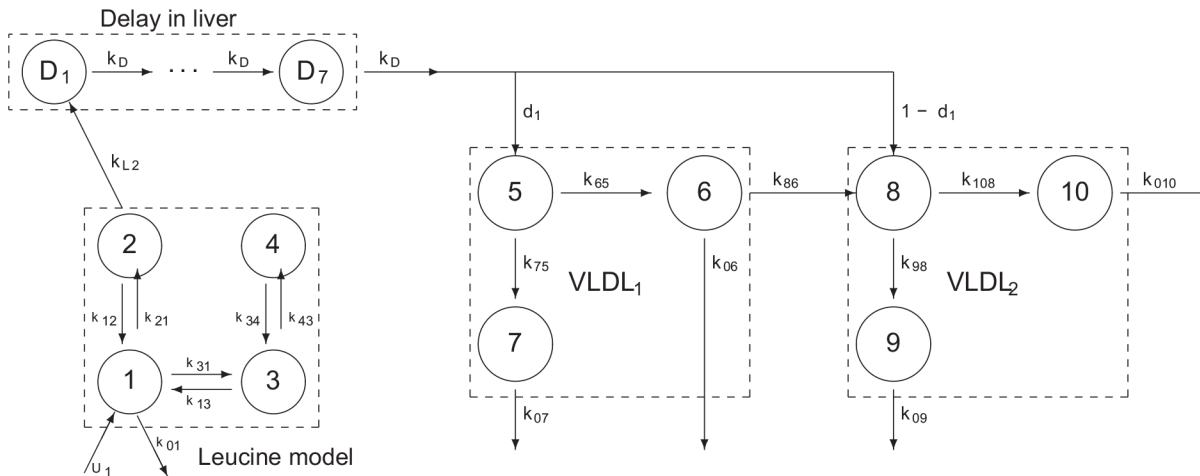 Delay in liver
D1 kD ··· kD D7 kD
d1 1 − d1
kL2
5 k65 6 k86 8 k108 10 k010
2 4
k75 VLDL1 k06 k98 VLDL2
k12 k21 k34 k43
7 9
1 k31 3
k13
k07 k09
u1 k01 Leucine model